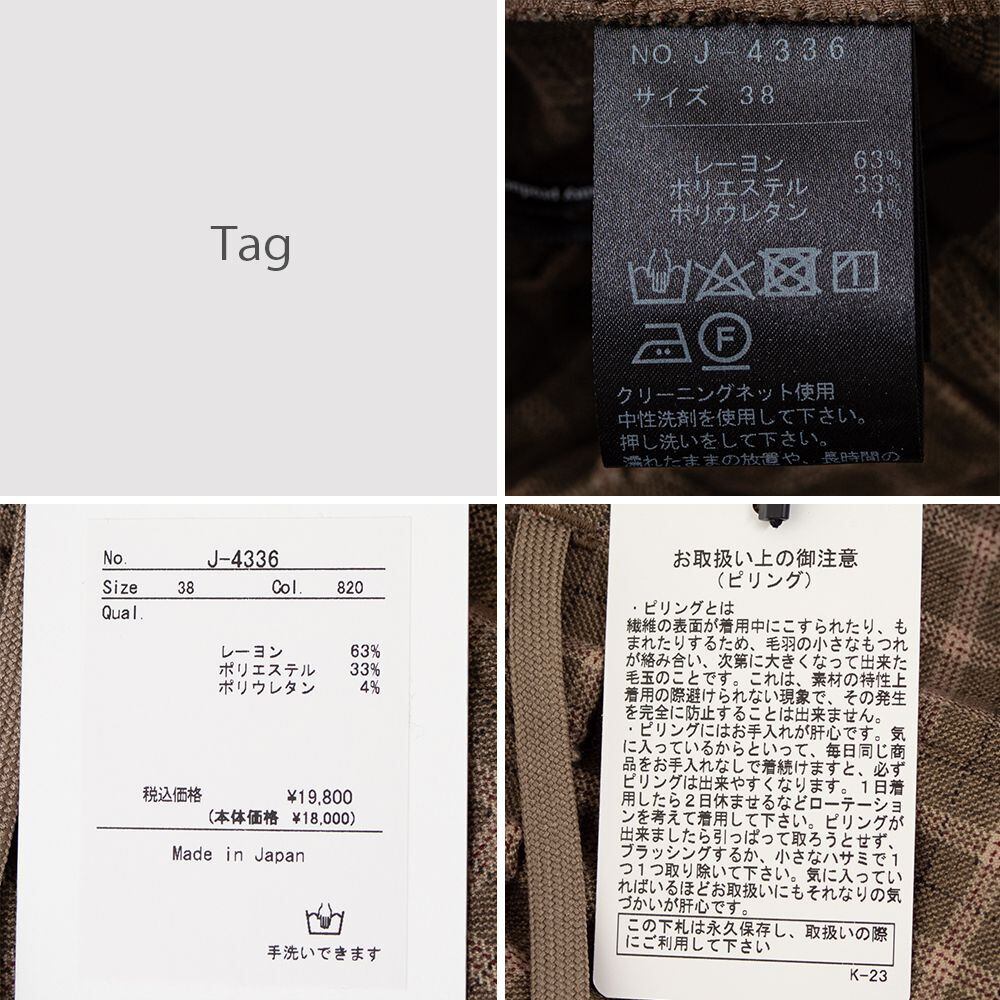 Tag
NO. J-4336
サイズ 38
レーヨン 63%
ポリエステル 33%
ポリウレタン 4%
F
クリーニングネット使用
中性洗剤を使用して下さい。
押し洗いをして下さい。
濡れたままの放置や、長時間の
No. J-4336
Size 38 Col. 820
Qual.
レーヨン 63%
ポリエステル 33%
ポリウレタン 4%
税込価格 ¥19,800
(本体価格 ¥18,000)
Made in Japan
手洗いできます
お取扱い上の御注意
(ピリング)
・ピリングとは
繊維の表面が着用中にこすられたり、も
まれたりするため、毛羽の小さなもつれ
が絡み合い、次第に大きくなって出来た
毛玉のことです。これは、素材の特性上
着用の際避けられない現象で、その発生
を完全に防止することは出来ません。
・ピリングにはお手入れが肝心です。気
に入っているからといって、毎日同じ商
品をお手入れなしで着続けますと、必ず
ピリングは出来やすくなります。1日着
用したら2日休ませるなどローテーション
を考えて着用して下さい。ピリングが
出来ましたら引っぱって取ろうとせず、
ブラッシングするか、小さなハサミで1
つ1つ取り除いて下さい。気に入ってい
ればいるほどお取扱いにもそれなりの気
づかいが肝心です。
この下札は永久保存し、取扱いの際
にご利用して下さい
K-23